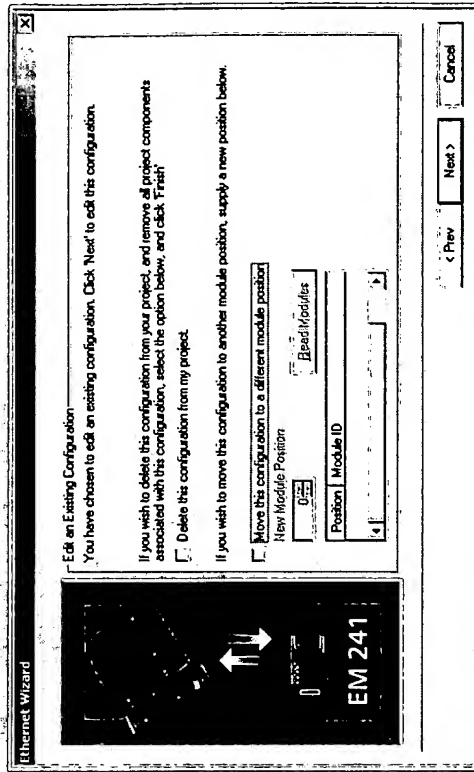 Ethernet Wizard
EM 241
Edit an Existing Configuration
You have chosen to edit an existing configuration. Click 'Next' to edit this configuration.
If you wish to delete this configuration from your project, and remove all project components
associated with this configuration, select the option below, and click 'Finish'
Delete this configuration from my project.
If you wish to move this configuration to another module position, supply a new position below.
Move this configuration to a different module position
New Module Position
0
Read Modules
Position Module ID
< Prev
Next >
Cancel